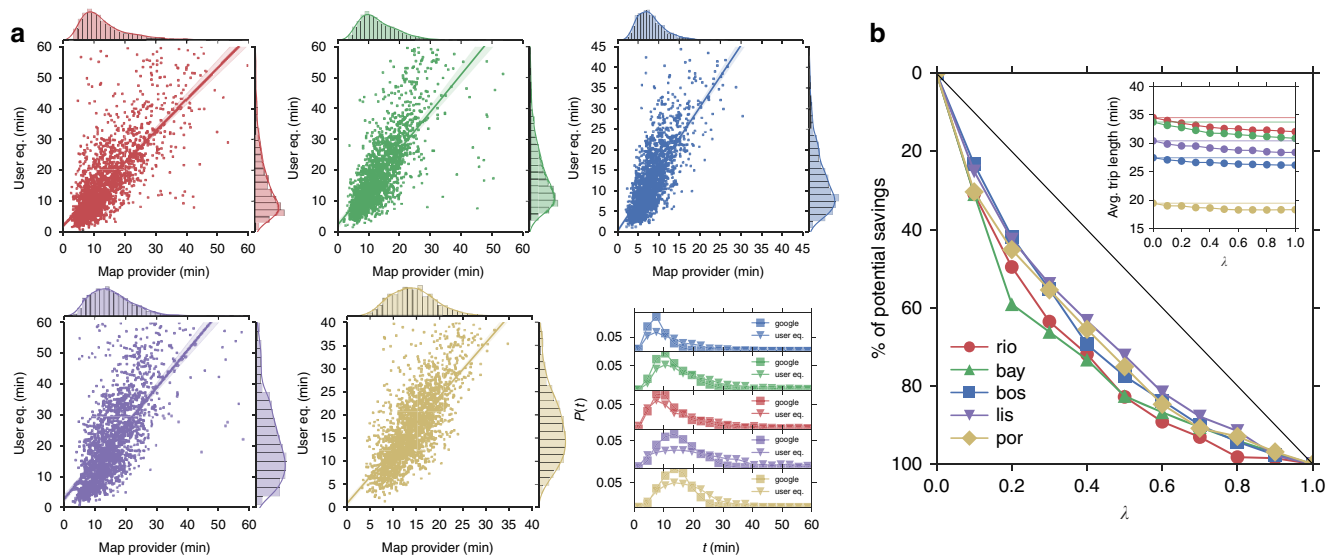 a
User eq. (min)
60
50
40
30
20
10
0
0 10 20 30 40 50 60
Map provider (min)
User eq. (min)
60
50
40
30
20
10
0
0 10 20 30 40 50 60
Map provider (min)
User eq. (min)
45
40
35
30
25
20
15
10
5
0
0 5 10 15 20 25 30 35 45
Map provider (min)
User eq. (min)
60
50
40
30
20
10
0
0 10 20 30 40 50 60
Map provider (min)
User eq. (min)
40
35
30
25
20
15
10
5
0
0 5 10 15 20 25 30 35 40
Map provider (min)
P(t)
0.05
google
user eq.
0.05
google
user eq.
0.05
google
user eq.
0.05
google
user eq.
0.05
google
user eq.
0 10 20 30 40 50 60
t (min)
b
% of potential savings
0
20
40
60
80
100
0.0 0.2 0.4 0.6 0.8 1.0
λ
rio
bay
bos
lis
por
Avg. trip length (min)
40
35
30
25
20
15
0.0 0.2 0.4 0.6 0.8 1.0
λ